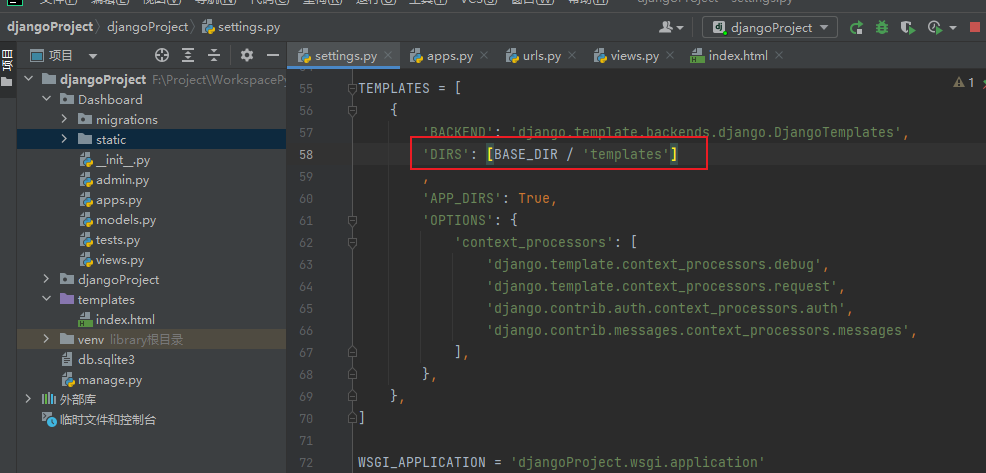 djangoProject djangoProject settings.py djangoProject
项目 项目 settings.py apps.py urls.py views.py index.html
djangoProject F:\Project\WorkspacePy
Dashboard
migrations
static
__init__.py
admin.py
apps.py
models.py
tests.py
views.py
djangoProject
templates
index.html
venv library根目录
db.sqlite3
manage.py
外部库
临时文件和控制台
1
55 TEMPLATES = [
56 {
57 'BACKEND': 'django.template.backends.django.DjangoTemplates',
58 'DIRS': [BASE_DIR / 'templates']
59 ,
60 'APP_DIRS': True,
61 'OPTIONS': {
62 'context_processors': [
63 'django.template.context_processors.debug',
64 'django.template.context_processors.request',
65 'django.contrib.auth.context_processors.auth',
66 'django.contrib.messages.context_processors.messages',
67 ],
68 },
69 },
70 ]
71
72 WSGI_APPLICATION = 'djangoProject.wsgi.application'